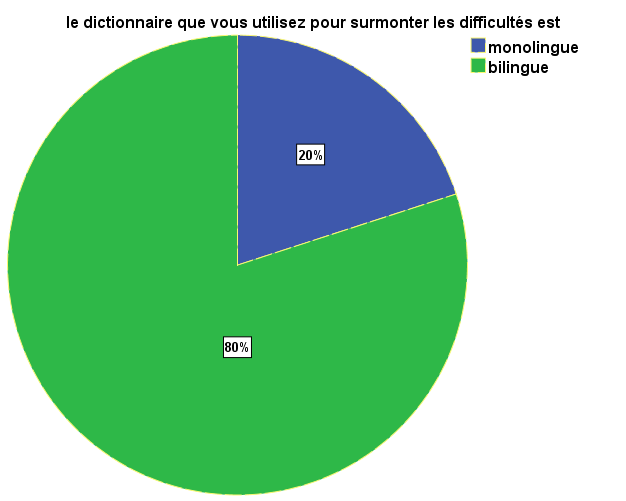 le dictionnaire que vous utilisez pour surmonter les difficultés est
monolingue
bilingue
20%
80%